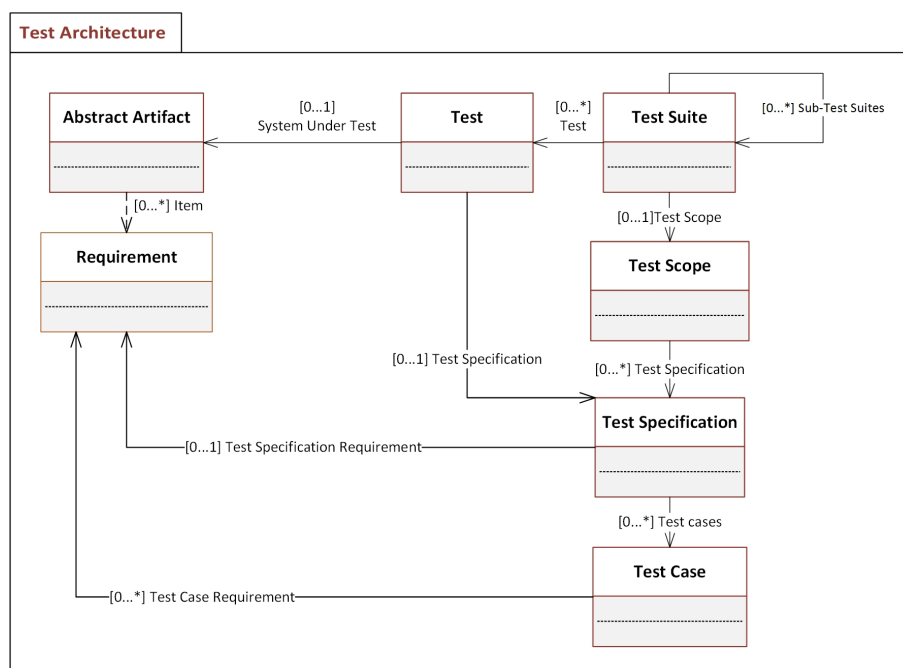 Test Architecture
Abstract Artifact
[0...1]
System Under Test
Test
[0...*]
Test
Test Suite
[0...*] Sub-Test Suites
[0...*] Item
[0...1]Test Scope
Requirement
Test Scope
[0...1] Test Specification
[0...*] Test Specification
Test Specification
[0...1] Test Specification Requirement
[0...*] Test cases
Test Case
[0...*] Test Case Requirement